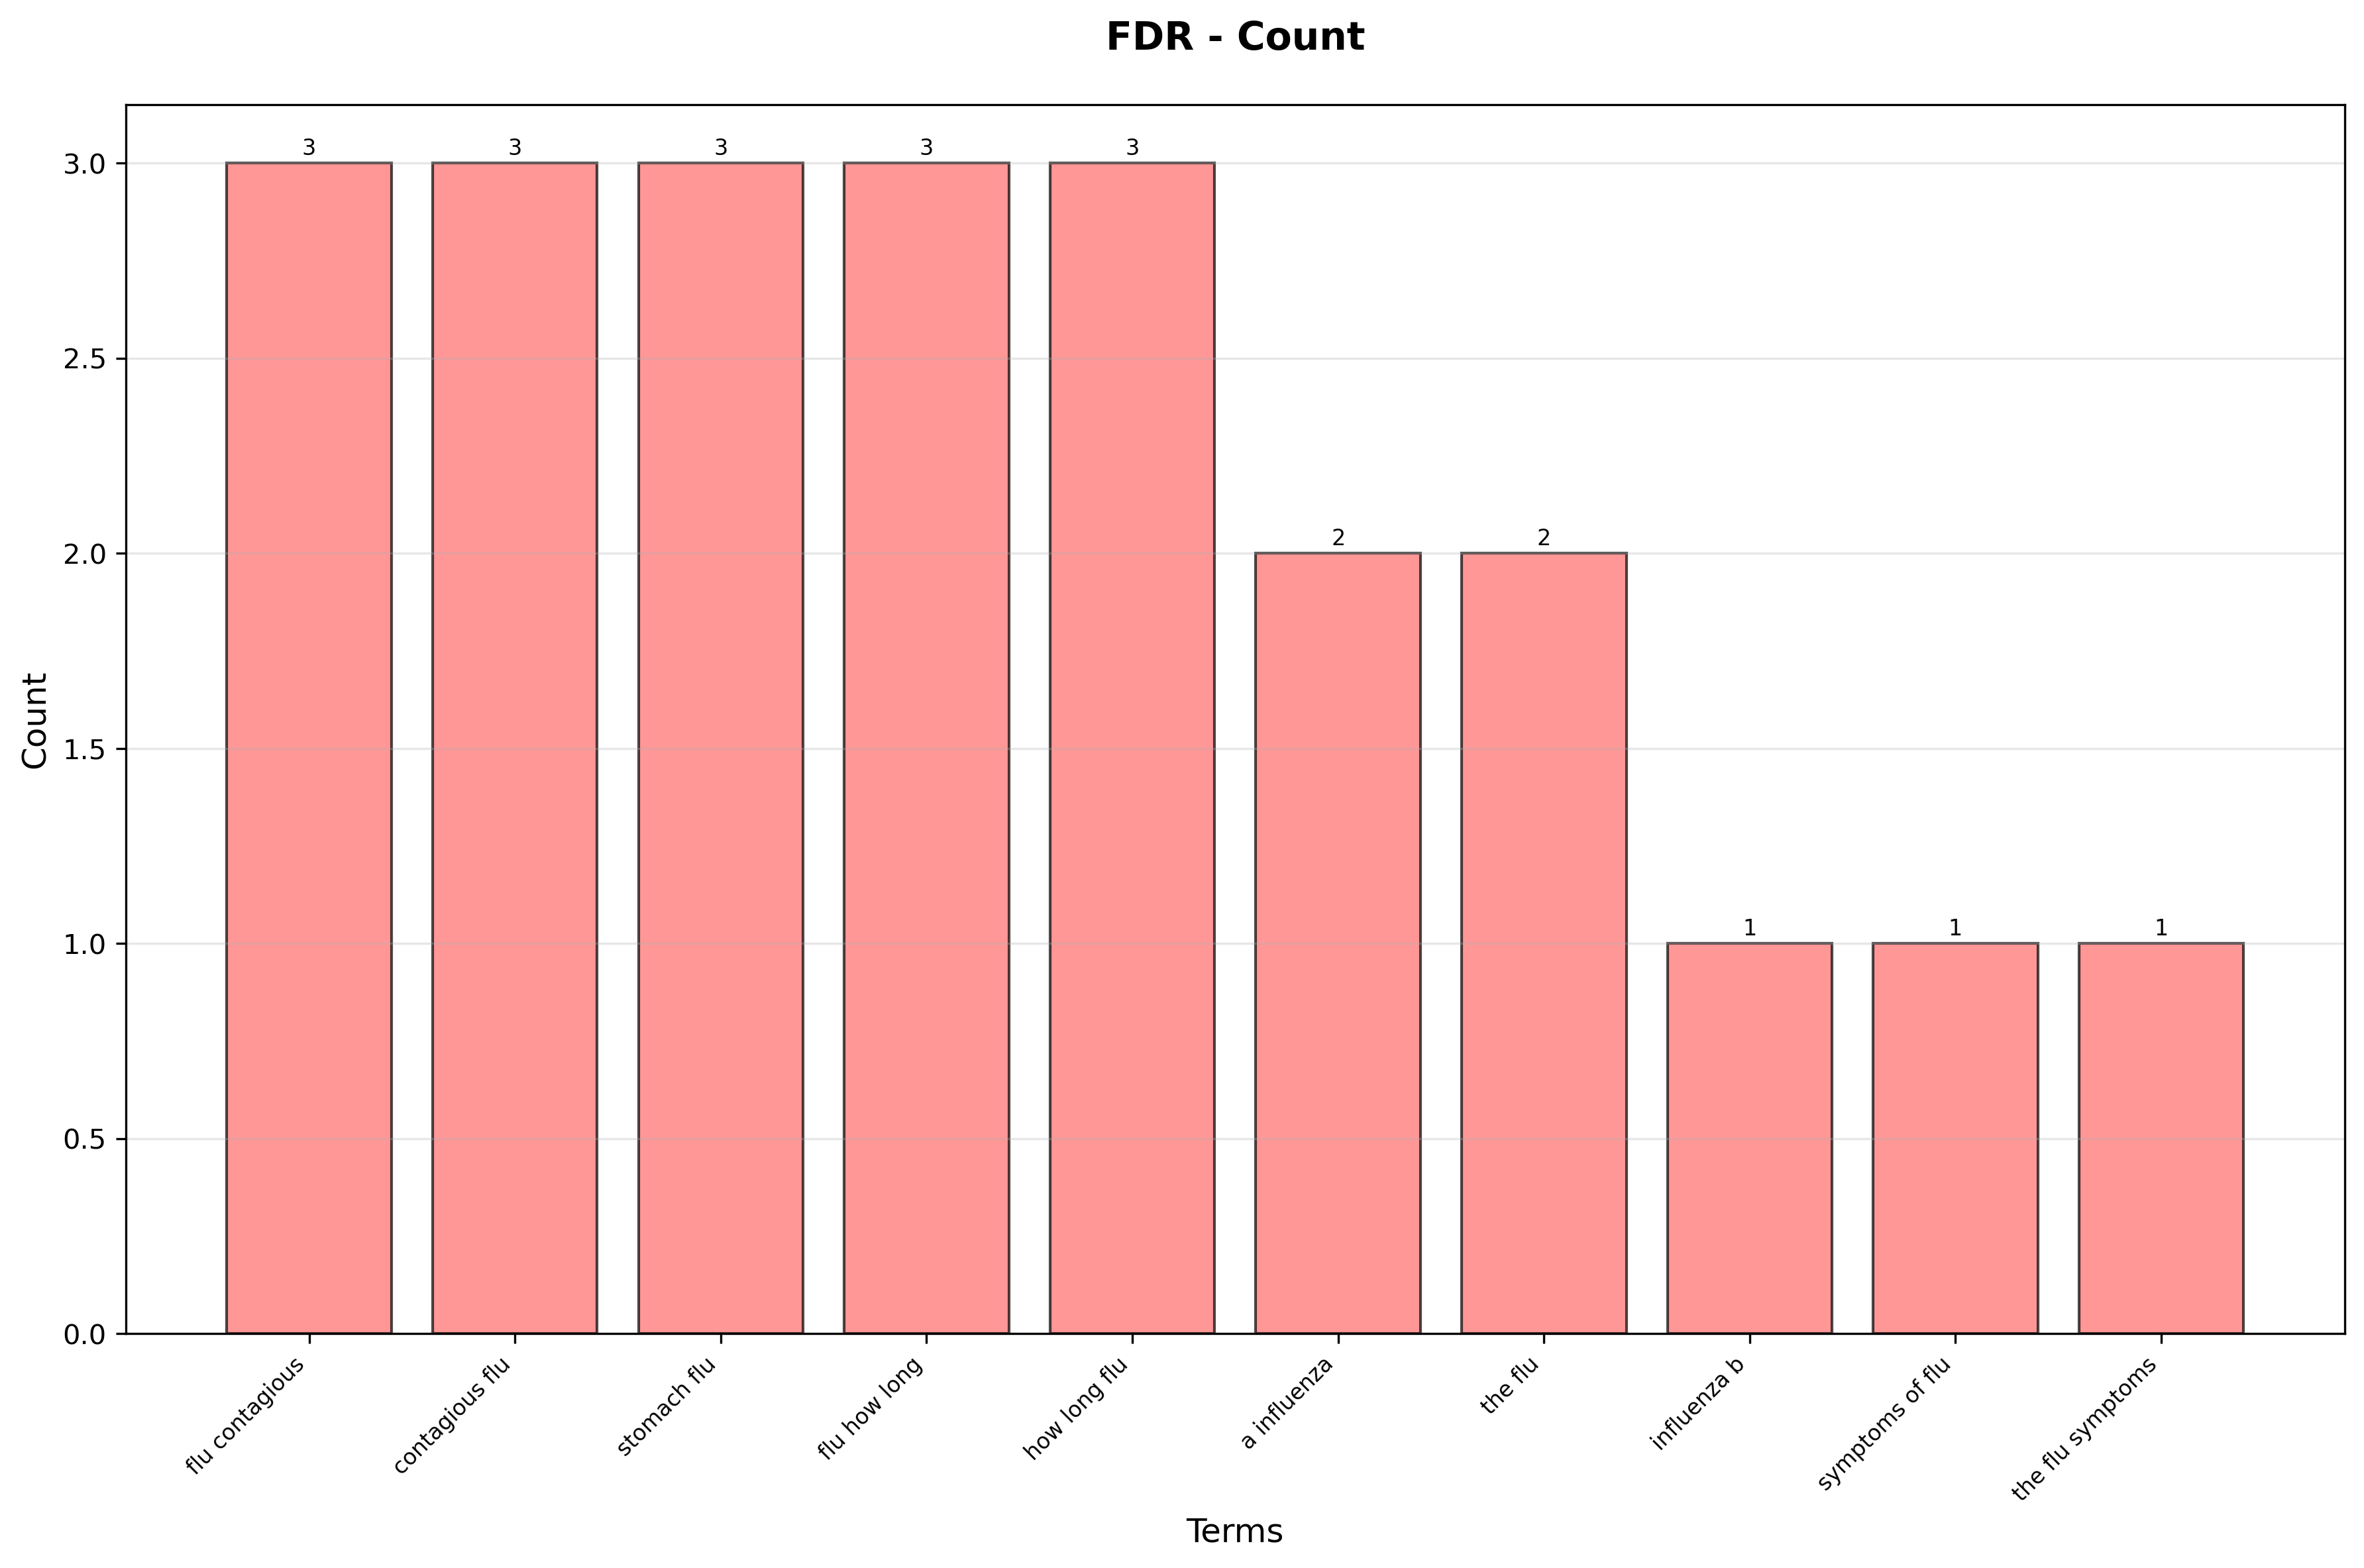 FDR - Count
3 3 3 3 3 2 2 1 1 1
3.0
2.5
2.0
1.5
1.0
0.5
0.0
Count
flu contagious
contagious flu
stomach flu
flu how long
how long flu
a influenza
the flu
influenza b
symptoms of flu
the flu symptoms
Terms